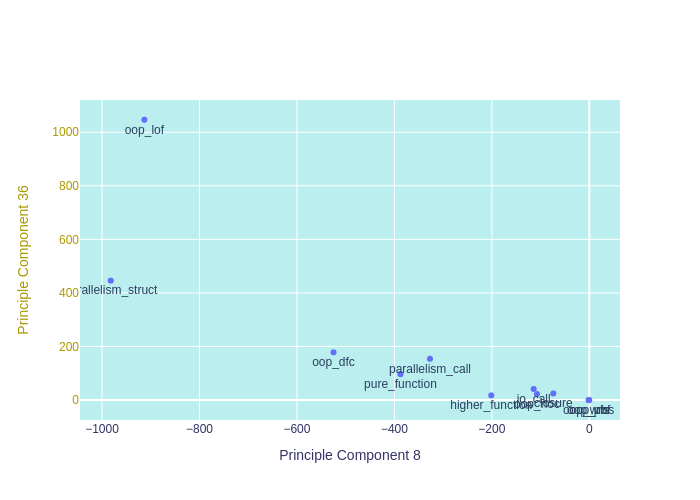 1000
oop_lof
800
600
400
allelism_struct
200
oop_dfc
parallelism_call
pure_function
0
higher_function
io_call
−1000
−800
−600
−400
−200
0
Principle Component 8
Principle Component 36